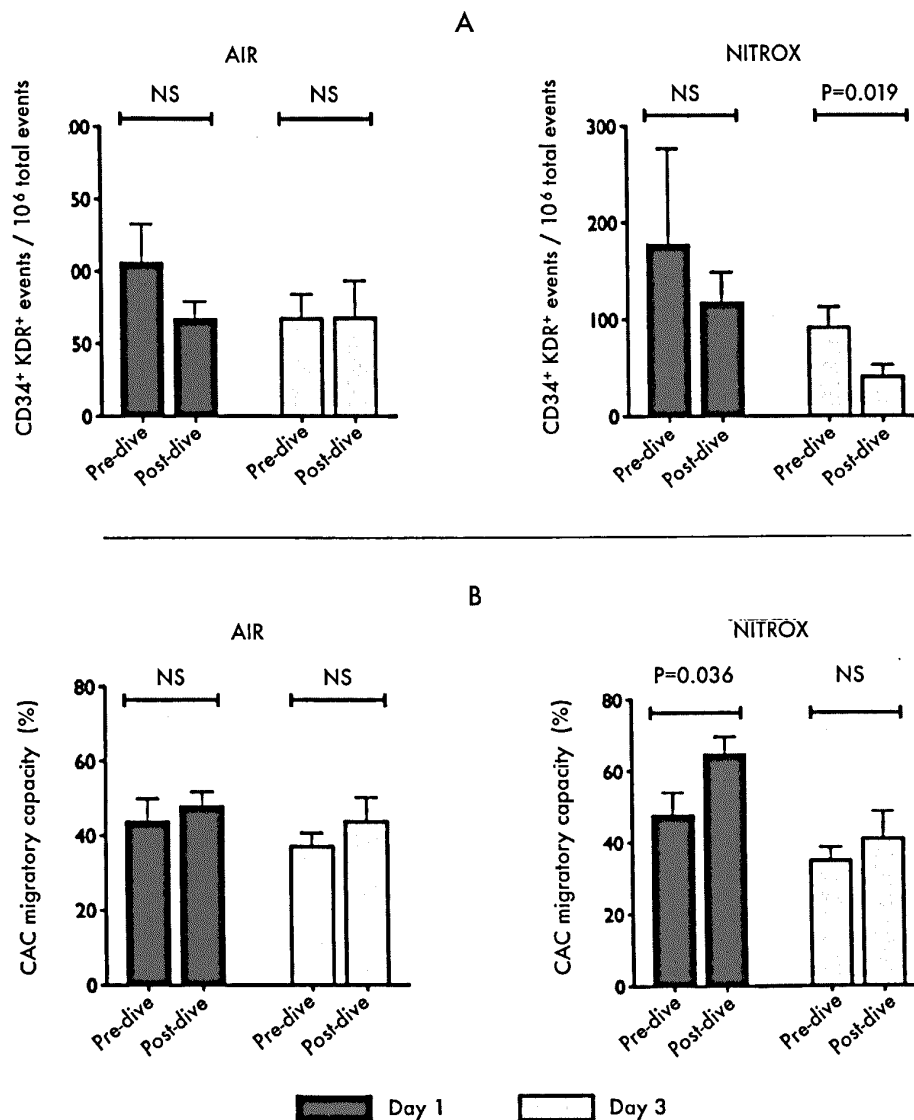 A
AIR
NITROX
NS
NS
NS
P=0.019
CD34+ KDR+ events / 10⁶ total events
00
50
00
50
0
Pre-dive
Post-dive
Pre-dive
Post-dive
CD34+ KDR+ events / 10⁶ total events
300
200
100
0
Pre-dive
Post-dive
Pre-dive
Post-dive
B
AIR
NITROX
NS
NS
P=0.036
NS
CAC migratory capacity (%)
80
60
40
20
0
Pre-dive
Post-dive
Pre-dive
Post-dive
CAC migratory capacity (%)
80
60
40
20
0
Pre-dive
Post-dive
Pre-dive
Post-dive
Day 1
Day 3